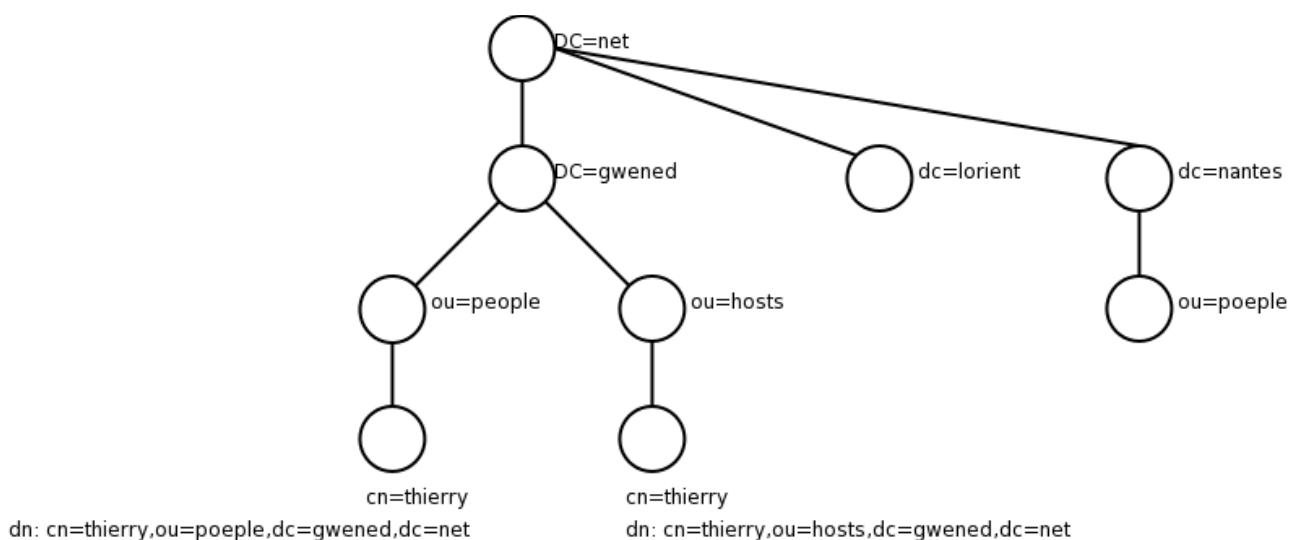 DC=net
DC=gwened
dc=lorient
dc=nantes
ou=people
ou=hosts
ou=poeple
cn=thierry
cn=thierry
dn: cn=thierry,ou=poeple,dc=gwened,dc=net
dn: cn=thierry,ou=hosts,dc=gwened,dc=net